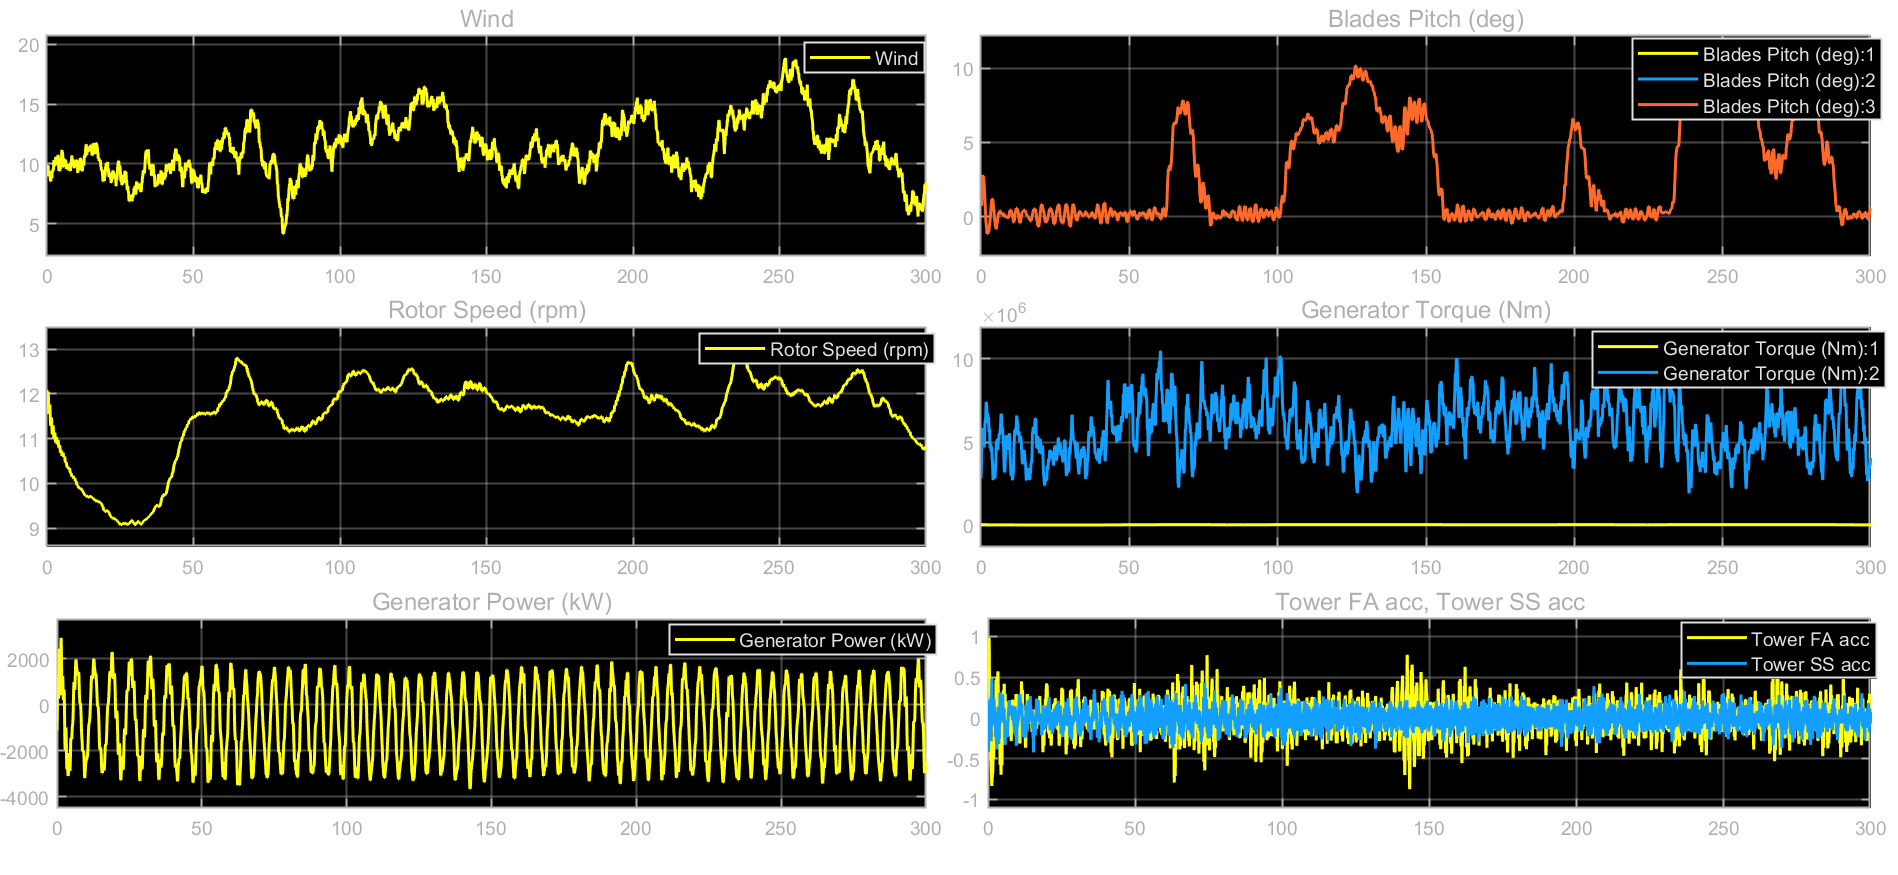 Wind
20
15
10
5
0 50 100 150 200 250 300
Wind
Blades Pitch (deg)
10
5
0
0 50 100 150 200 250 300
Blades Pitch (deg):1
Blades Pitch (deg):2
Blades Pitch (deg):3
Rotor Speed (rpm)
13
12
11
10
9
0 50 100 150 200 250 300
Rotor Speed (rpm)
Generator Torque (Nm)
×10⁶
10
5
0
0 50 100 150 200 250 300
Generator Torque (Nm):1
Generator Torque (Nm):2
Generator Power (kW)
2000
0
-2000
-4000
0 50 100 150 200 250 300
Generator Power (kW)
Tower FA acc, Tower SS acc
1
0.5
0
-0.5
-1
0 50 100 150 200 250 300
Tower FA acc
Tower SS acc